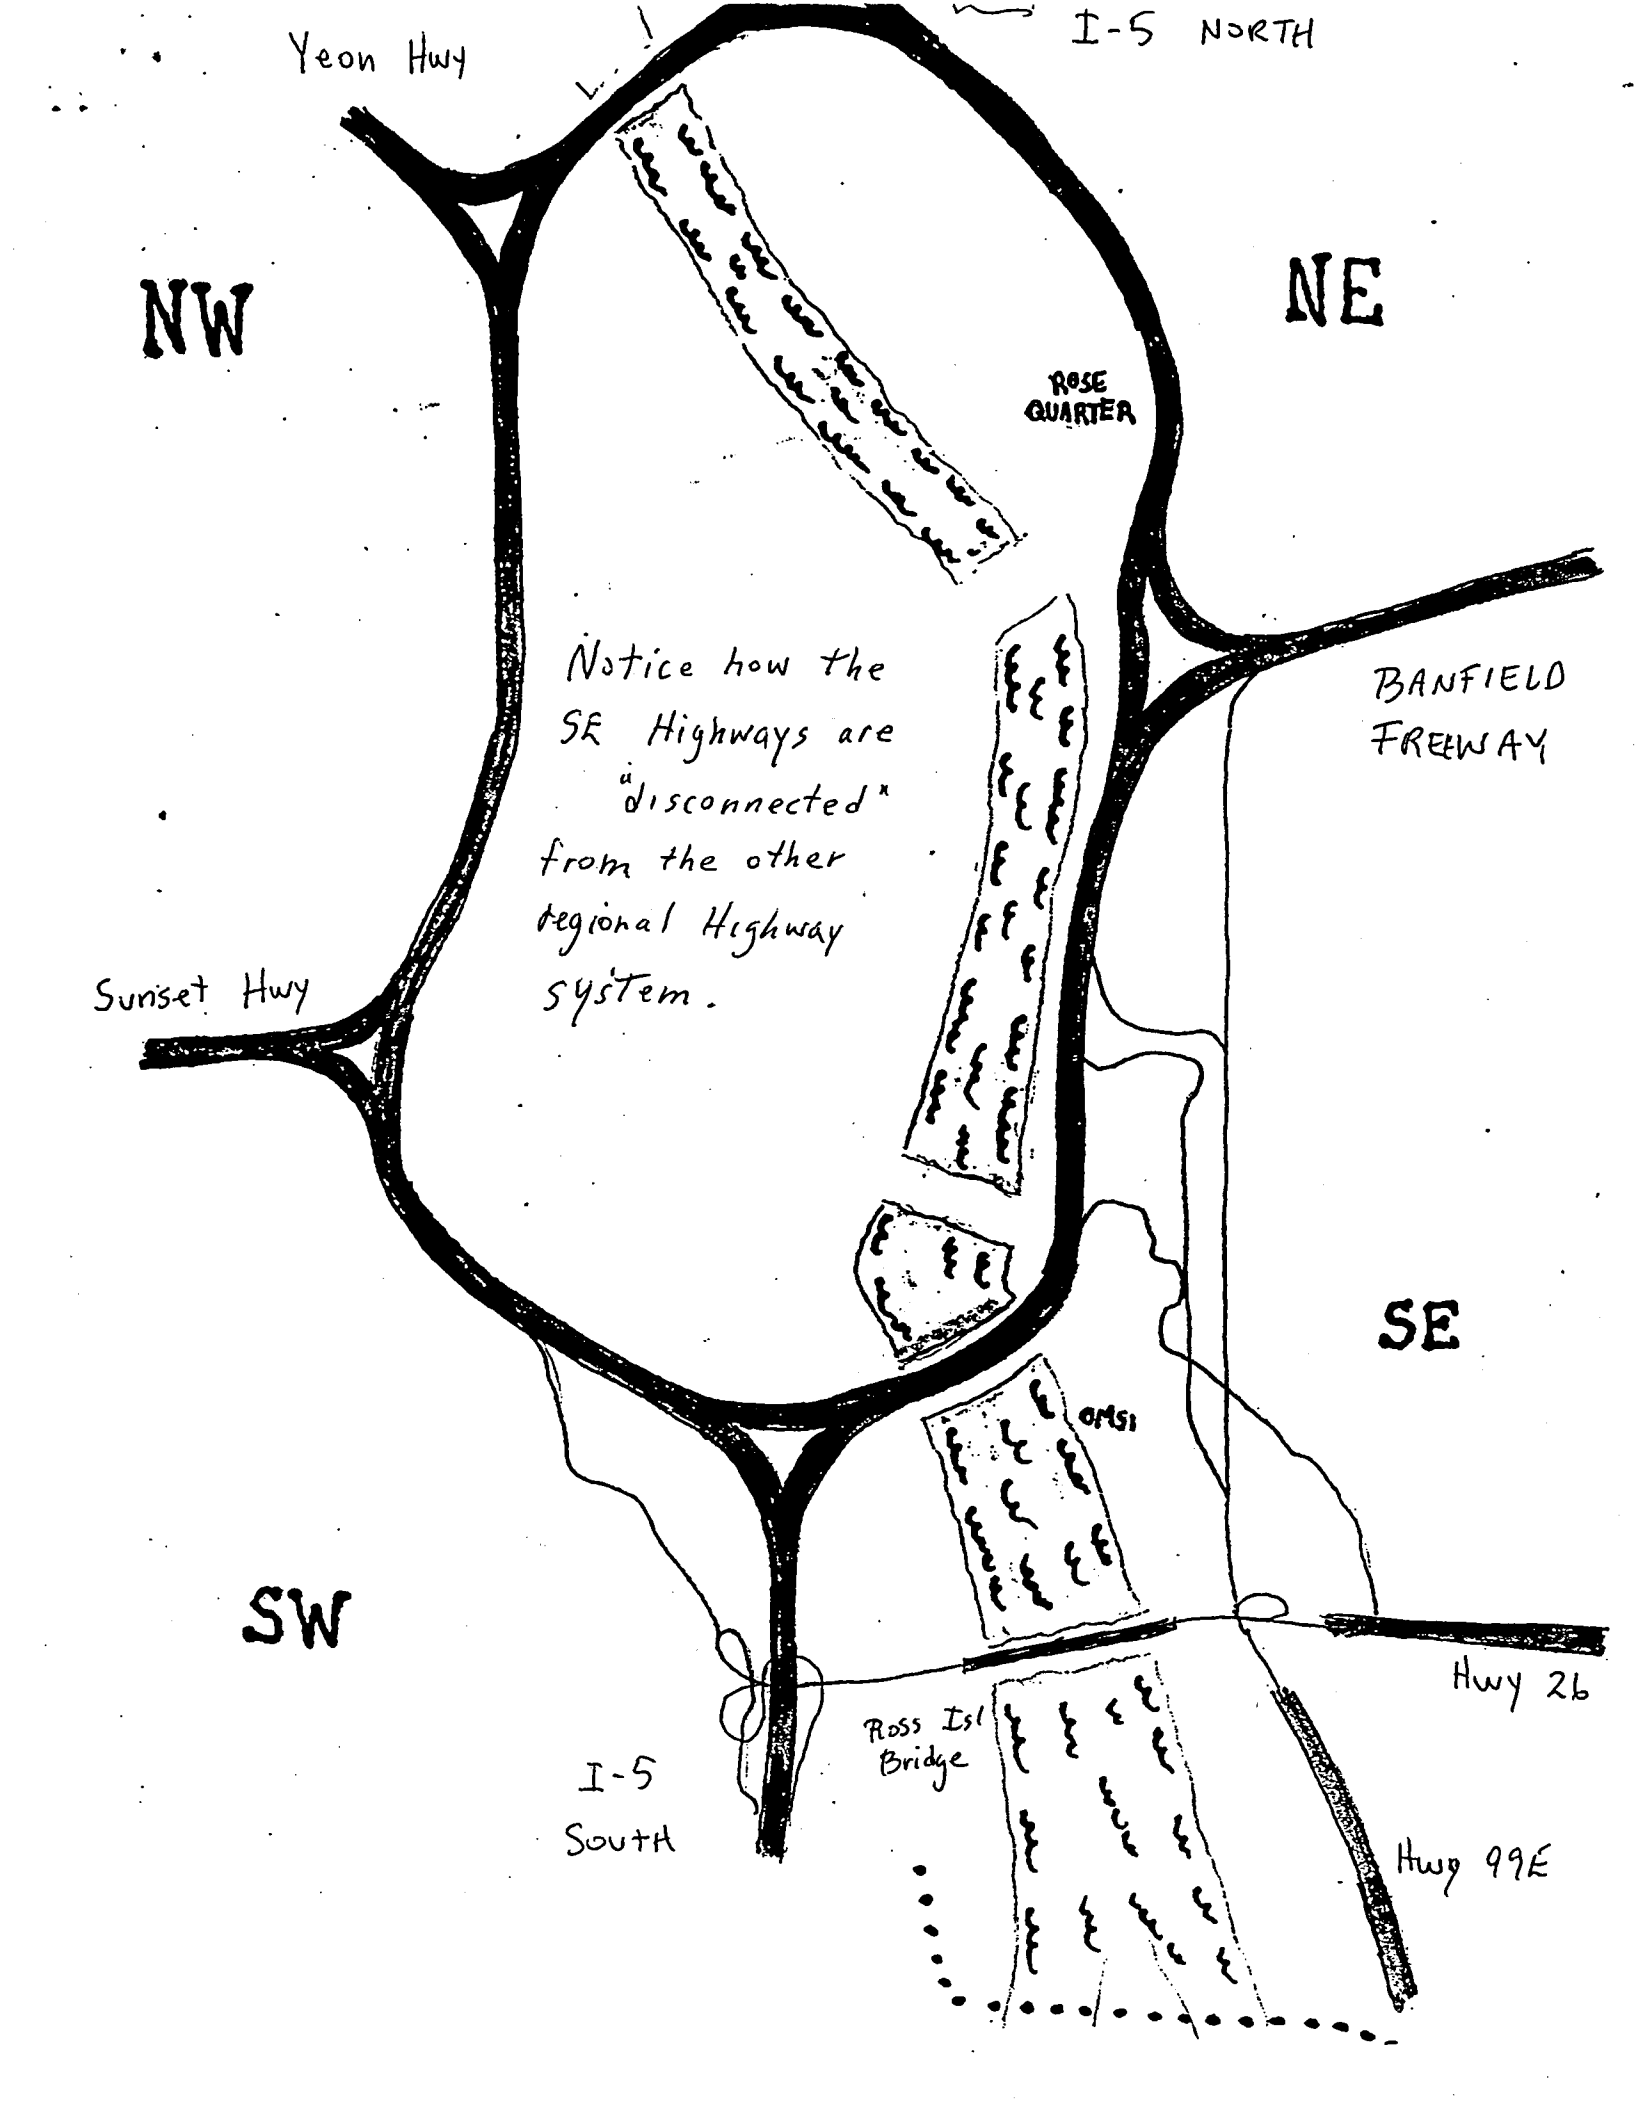 I-5 NORTH
Yeon Hwy
NW
NE
ROSE
QUARTER
Notice how the
SE Highways are
"disconnected"
from the other
regional Highway
system.
BANFIELD
FREEWAY
Sunset Hwy
SE
OMSI
SW
Hwy 26
Ross Isl
Bridge
I-5
South
Hwy 99E